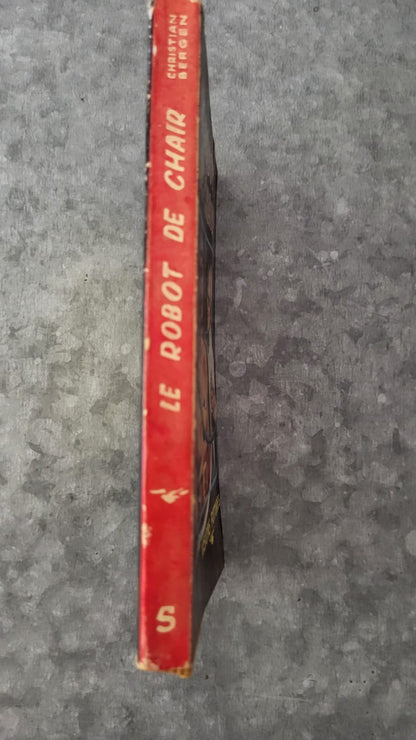 CHRISTIAN
BERGEN
LE ROBOT DE CHAIR
5